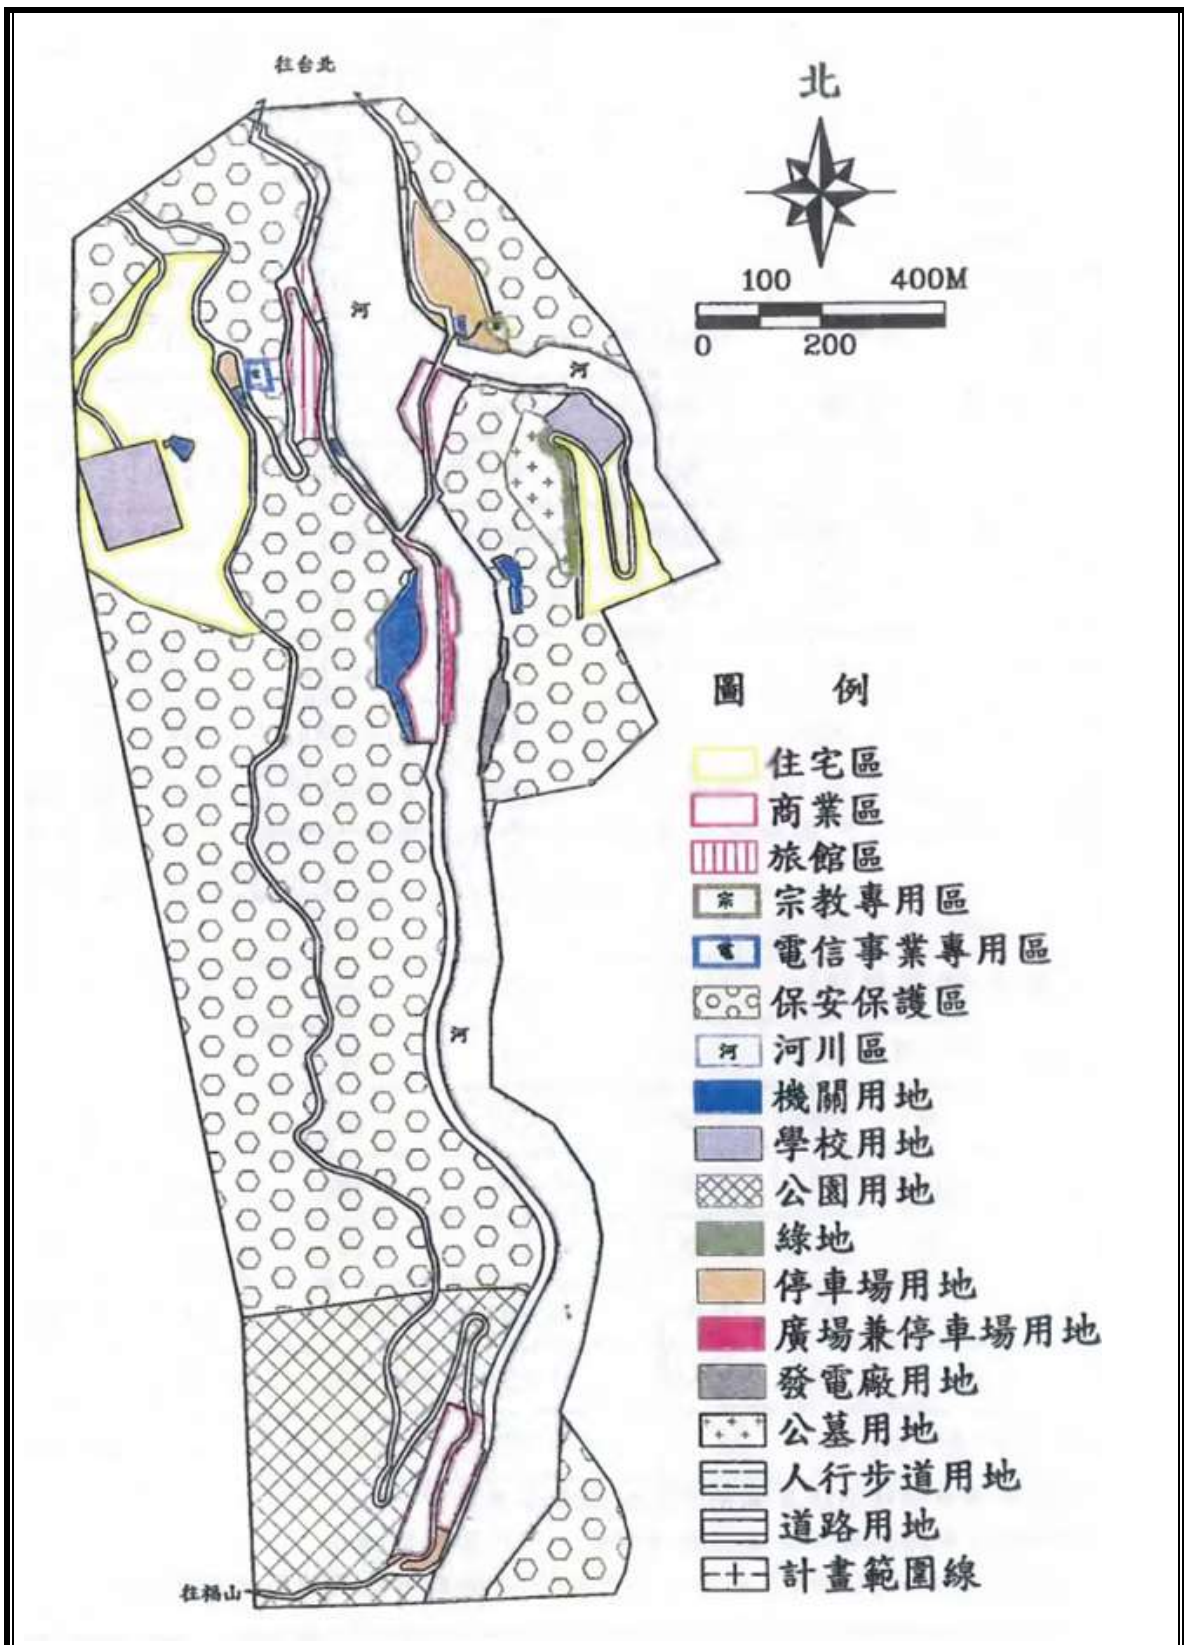 往台北
北
100 400M
0 200
河
河
電
河
圖 例
住宅區
商業區
旅館區
宗 宗教專用區
電 電信事業專用區
保安保護區
河 河川區
機關用地
學校用地
公園用地
綠地
停車場用地
廣場兼停車場用地
發電廠用地
公墓用地
人行步道用地
道路用地
計畫範圍線
往福山